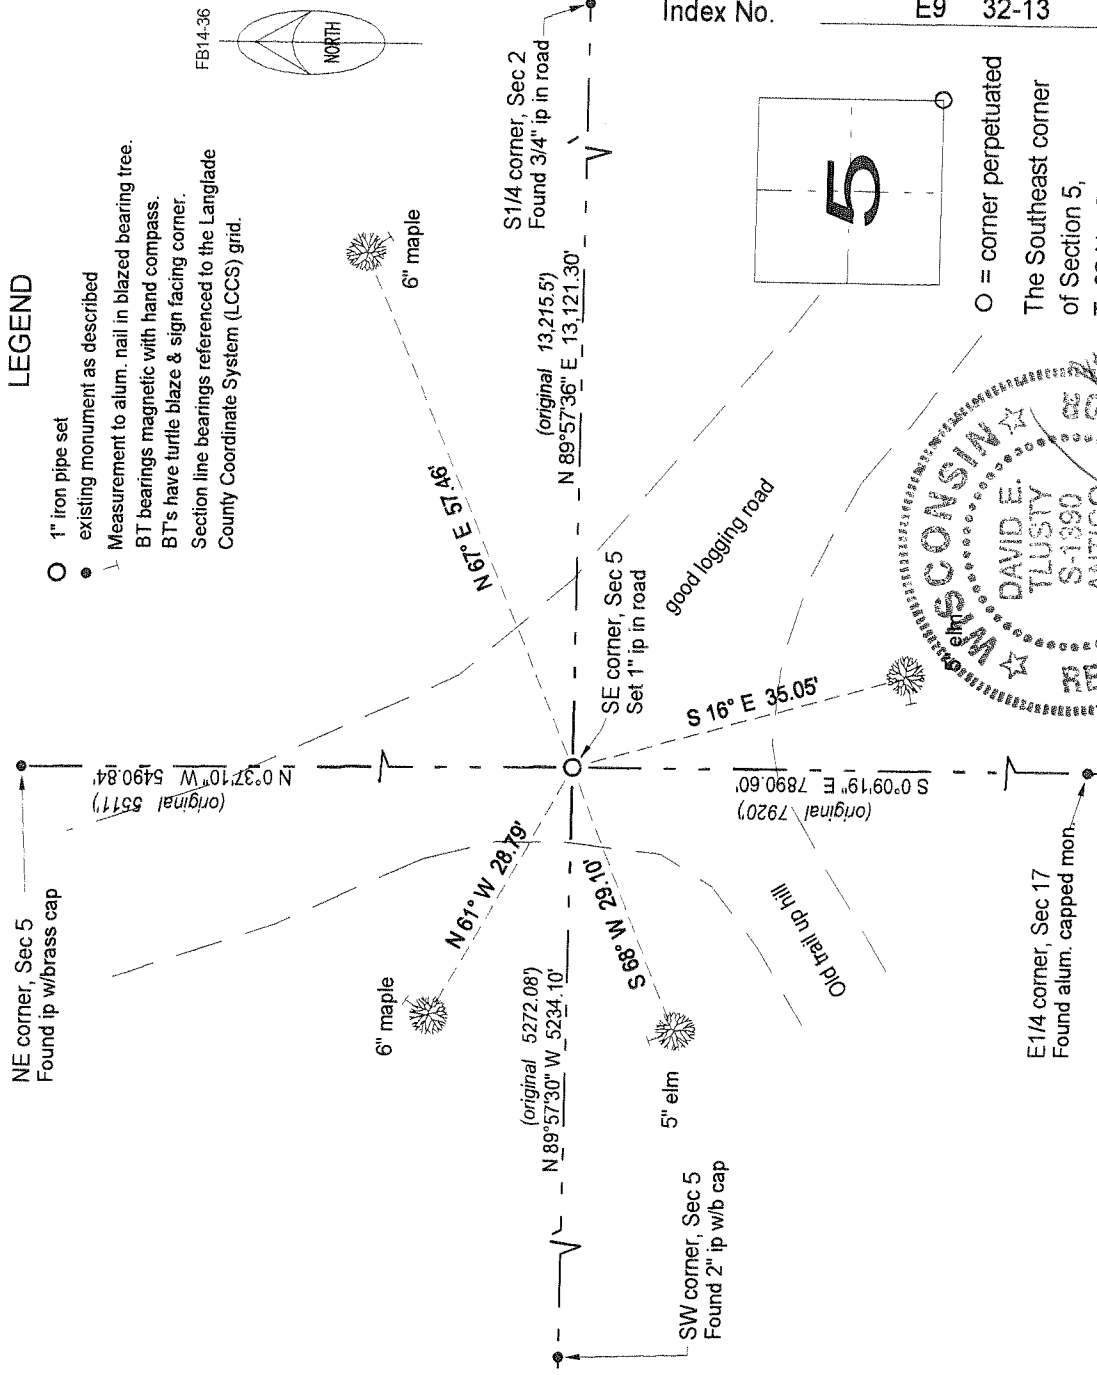 FB14-36
NORTH
Index No. E9 32-13
LEGEND
1" iron pipe set
existing monument as described
Measurement to alum. nail in blazed bearing tree.
BT bearings magnetic with hand compass.
BT's have turtle blaze & sign facing corner.
Section line bearings referenced to the Langlade
County Coordinate System (LCCS) grid.
NE corner, Sec 5
Found ip w/brass cap
(original 5511')
N 0°37'10" W 5490.84'
6" maple
N 67° E 57.46'
S1/4 corner, Sec 2
Found 3/4" ip in road
(original 13,215.5')
N 89°57'36" E 13,121.30'
6" maple
N 61° W 28.79'
SE corner, Sec 5
Set 1" ip in road
good logging road
(original 5272.08')
N 89°57'30" W 5234.10'
S 68° W 29.10'
5" elm
SW corner, Sec 5
Found 2" ip w/b cap
S 16° E 35.05'
elm
S 0°09'19" E 7890.60'
(original 7920')
Old trail up hill
E1/4 corner, Sec 17
Found alum. capped mon.
5
O = corner perpetuated
The Southeast corner
of Section 5,
WISCONSIN
DAVID E.
TLUSTY
S-1390